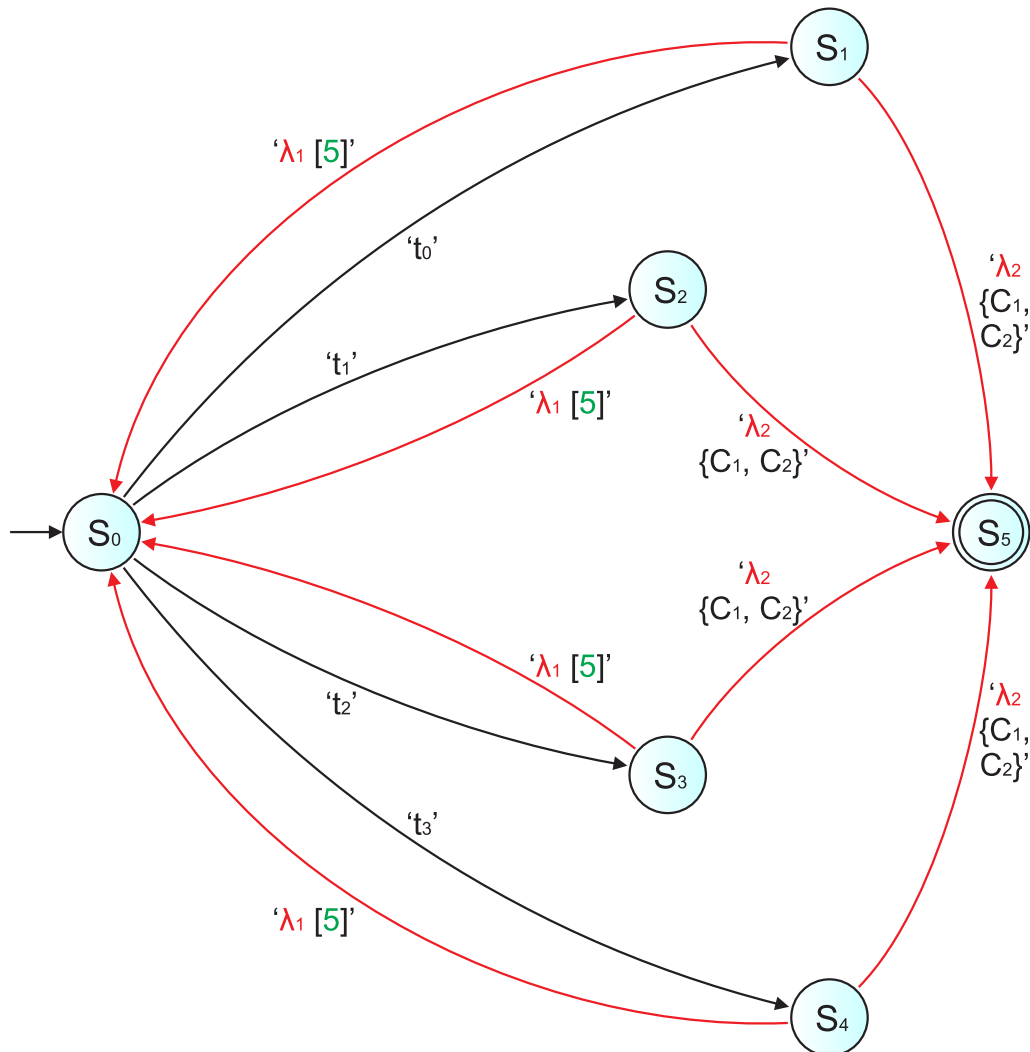 S₁
‘λ₁ [5]’
‘t₀’
‘λ₂
{C₁,
C₂}’
S₂
‘t₁’
‘λ₁ [5]’
‘λ₂
{C₁, C₂}’
S₀
S₅
‘λ₂
{C₁, C₂}’
‘λ₁ [5]’
‘t₂’
‘λ₂
{C₁,
C₂}’
S₃
‘t₃’
‘λ₁ [5]’
S₄